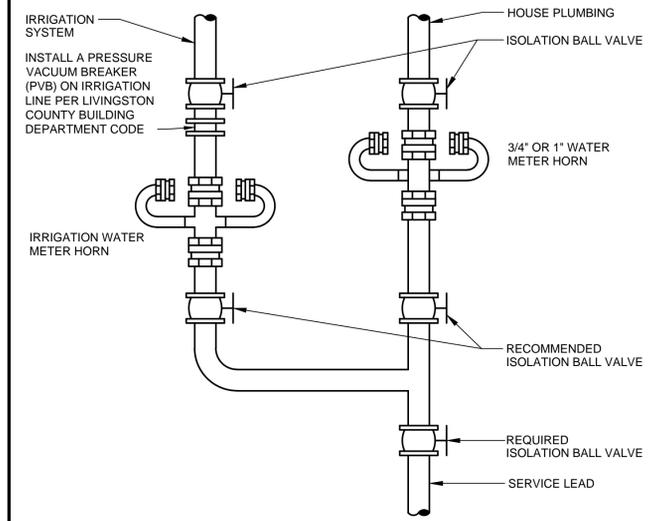 IRRIGATION
SYSTEM
INSTALL A PRESSURE
VACUUM BREAKER
(PVB) ON IRRIGATION
LINE PER LIVINGSTON
COUNTY BUILDING
DEPARTMENT CODE
HOUSE PLUMBING
ISOLATION BALL VALVE
3/4" OR 1" WATER
METER HORN
IRRIGATION WATER
METER HORN
RECOMMENDED
ISOLATION BALL VALVE
REQUIRED
ISOLATION BALL VALVE
SERVICE LEAD